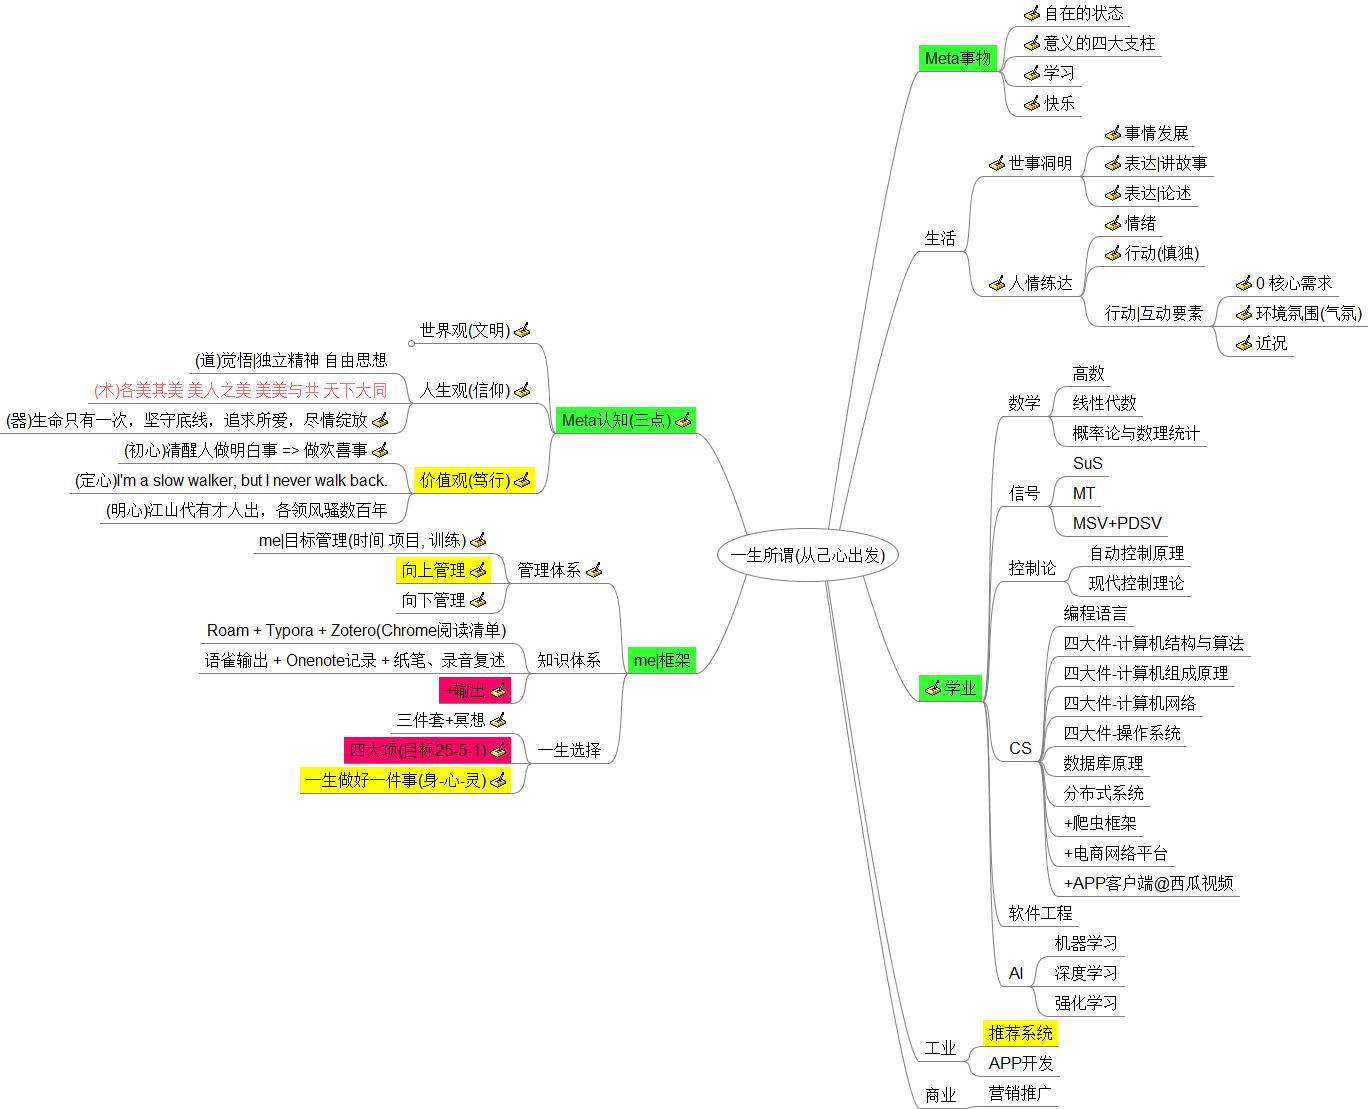 一生所谓(从己心出发)
Meta事物
自在的状态
意义的四大支柱
学习
快乐
生活
世事洞明
事情发展
表达|讲故事
表达|论述
人情练达
情绪
行动(慎独)
行动|互动要素
0 核心需求
环境氛围(气氛)
近况
学业
数学
高数
线性代数
概率论与数理统计
信号
SuS
MT
MSV+PDSV
控制论
自动控制原理
现代控制理论
CS
编程语言
四大件-计算机结构与算法
四大件-计算机组成原理
四大件-计算机网络
四大件-操作系统
数据库原理
分布式系统
+爬虫框架
+电商网络平台
+APP客户端@西瓜视频
软件工程
AI
机器学习
深度学习
强化学习
工业
推荐系统
APP开发
商业
营销推广
Meta认知(三点)
世界观(文明)
人生观(信仰)
(道)觉悟|独立精神 自由思想
(术)各美其美 美人之美 美美与共 天下大同
(器)生命只有一次，坚守底线，追求所爱，尽情绽放
价值观(笃行)
(初心)清醒人做明白事 => 做欢喜事
(定心)I'm a slow walker, but I never walk back.
(明心)江山代有才人出，各领风骚数百年
me|框架
管理体系
me|目标管理(时间 项目, 训练)
向上管理
向下管理
知识体系
Roam + Typora + Zotero(Chrome阅读清单)
语雀输出 + Onenote记录 + 纸笔、录音复述
+输出
一生选择
三件套+冥想
四大项(目标25-5-1)
一生做好一件事(身-心-灵)